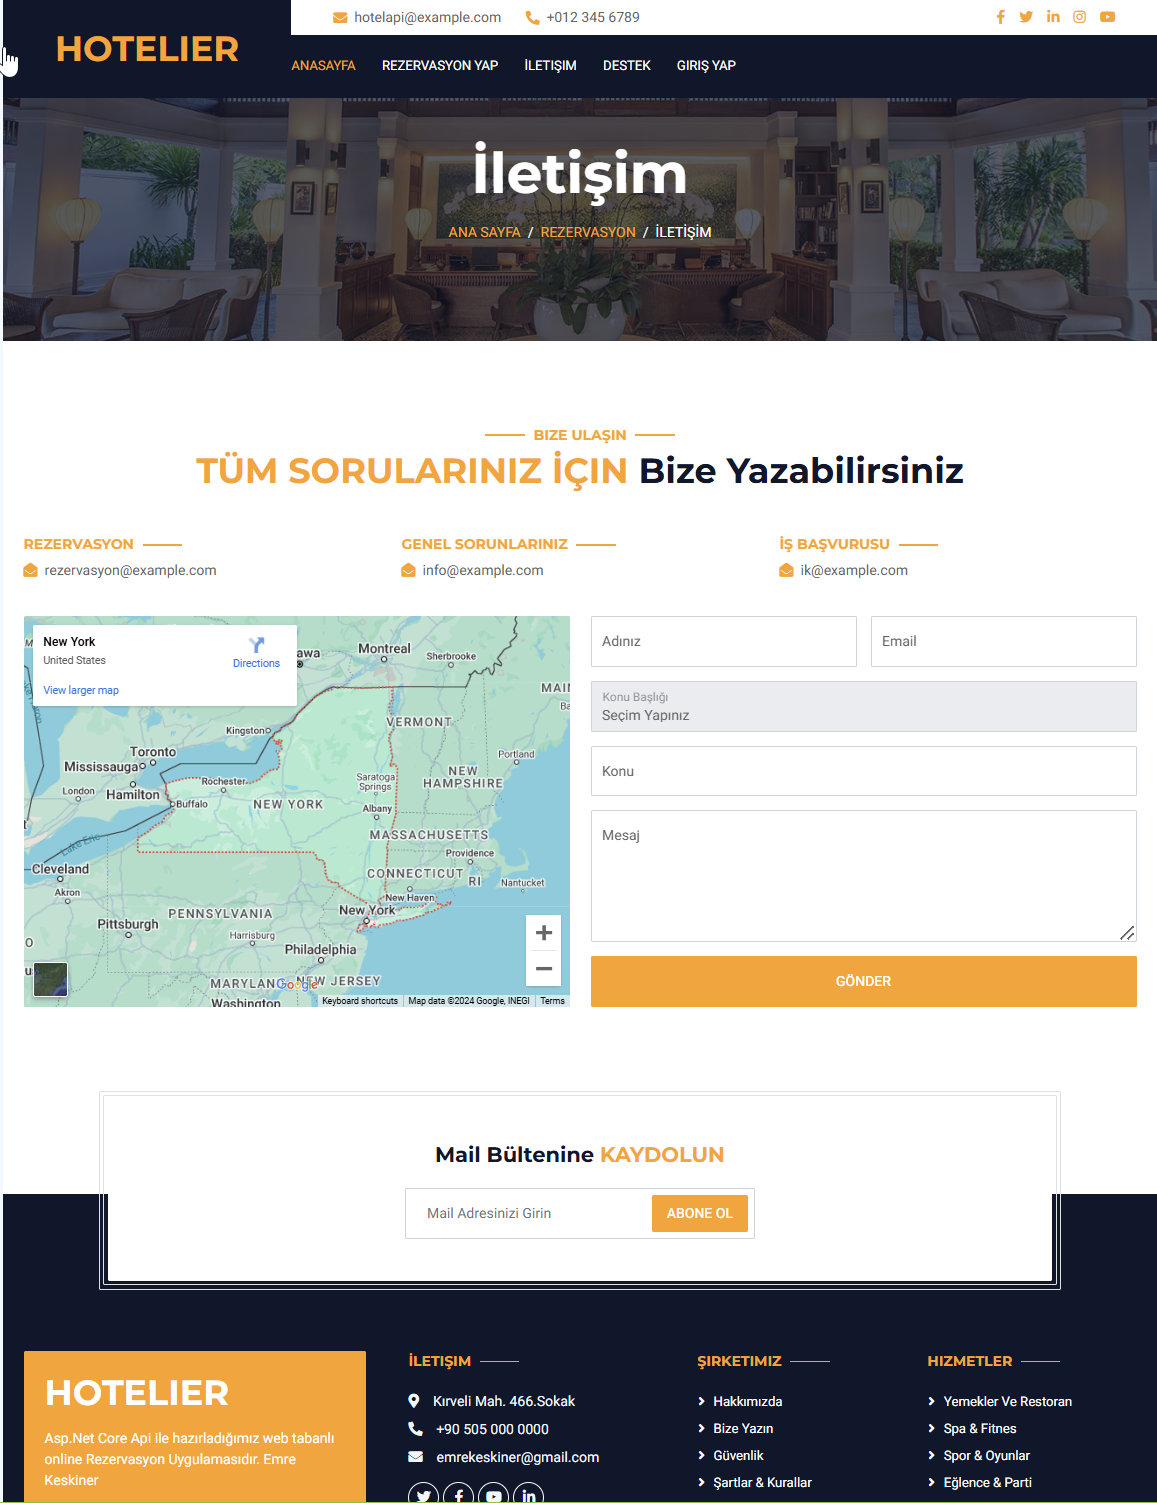 hotelapi@example.com
+012 345 6789
HOTELIER
ANASAYFA
REZERVASYON YAP
İLETIŞIM
DESTEK
GIRIŞ YAP
İletişim
ANA SAYFA / REZERVASYON / İLETİŞİM
BIZE ULAŞIN
TÜM SORULARINIZ İÇIN Bize Yazabilirsiniz
REZERVASYON
rezervasyon@example.com
GENEL SORUNLARINIZ
info@example.com
İŞ BAŞVURUSU
ik@example.com
New York
United States
Directions
View larger map
Montreal
Sherbrooke
VERMONT
Kingston
Toronto
Mississauga
Portland
London
Hamilton
Rochester
Buffalo
NEW YORK
Saratoga
Springs
NEW
HAMPSHIRE
Albany
MASSACHUSETTS
Lake Erie
Providence
Cleveland
CONNECTICUT
RI
Nantucket
Akron
New Haven
New York
PENNSYLVANIA
Pittsburgh
Harrisburg
Philadelphia
NEW JERSEY
Google
Washington
Keyboard shortcuts
Map data ©2024 Google, INEGI
Terms
Adınız
Email
Konu Başlığı
Seçim Yapınız
Konu
Mesaj
GÖNDER
Mail Bültenine KAYDOLUN
Mail Adresinizi Girin
ABONE OL
HOTELIER
Asp.Net Core Api ile hazırladığımız web tabanlı
online Rezervasyon Uygulamasıdır. Emre
Keskiner
İLETIŞIM
Kırveli Mah. 466.Sokak
+90 505 000 0000
emrekeskiner@gmail.com
ŞIRKETIMIZ
Hakkımızda
Bize Yazın
Güvenlik
Şartlar & Kurallar
HIZMETLER
Yemekler Ve Restoran
Spa & Fitnes
Spor & Oyunlar
Eğlence & Parti